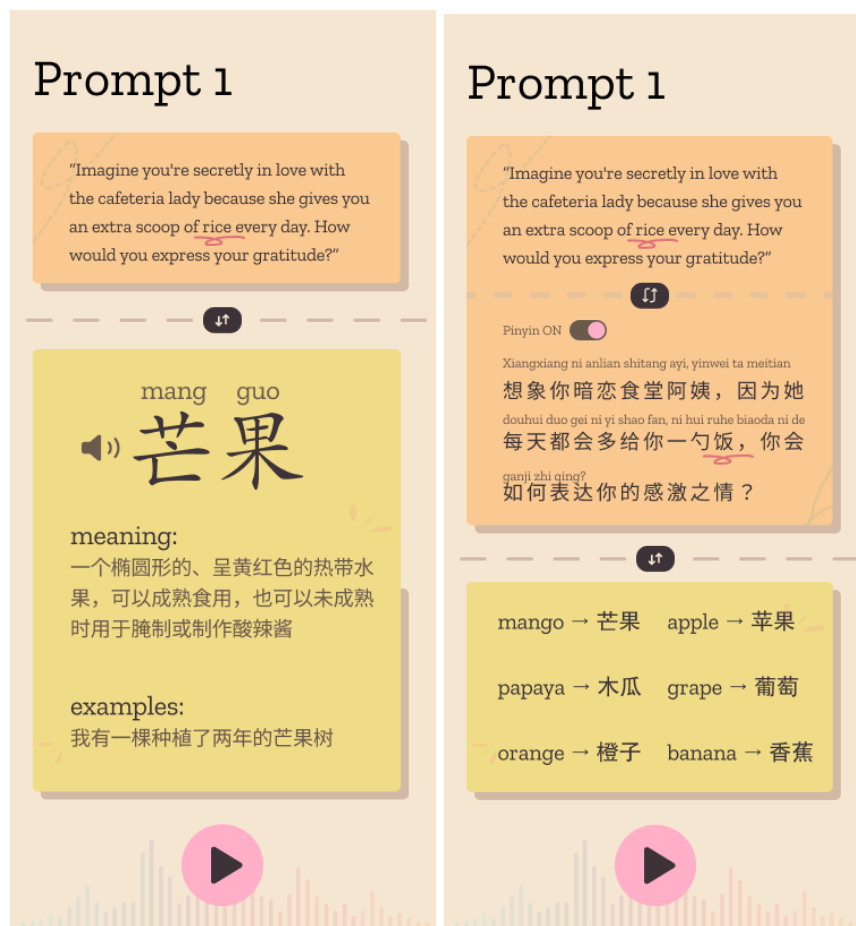 Prompt 1
"Imagine you're secretly in love with
the cafeteria lady because she gives you
an extra scoop of rice every day. How
would you express your gratitude?"
mang guo
芒果
meaning:
一个椭圆形的、呈黄红色的热带水
果，可以成熟食用，也可以未成熟
时用于腌制或制作酸辣酱
examples:
我有一棵种植了两年的芒果树
Prompt 1
"Imagine you're secretly in love with
the cafeteria lady because she gives you
an extra scoop of rice every day. How
would you express your gratitude?"
Pinyin ON
Xiangxiang ni anlian shitang ayi, yinwei ta meitian
想象你暗恋食堂阿姨，因为她
douhui duo gei ni yi shao fan, ni hui ruhe biaoda ni de
每天都会多给你一勺饭，你会
ganji zhi qing?
如何表达你的感激之情？
mango → 芒果 apple → 苹果
papaya → 木瓜 grape → 葡萄
orange → 橙子 banana → 香蕉